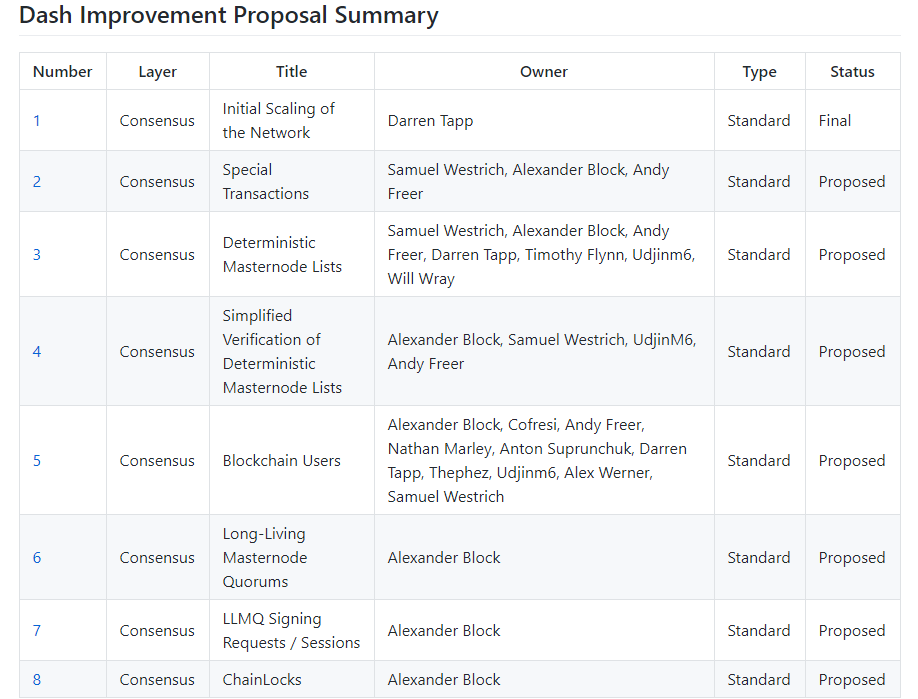 Dash Improvement Proposal Summary
Number Layer Title Owner Type Status
1 Consensus Initial Scaling of the Network Darren Tapp Standard Final
2 Consensus Special Transactions Samuel Westrich, Alexander Block, Andy Freer Standard Proposed
3 Consensus Deterministic Masternode Lists Samuel Westrich, Alexander Block, Andy Freer, Darren Tapp, Timothy Flynn, Udjinm6, Will Wray Standard Proposed
4 Consensus Simplified Verification of Deterministic Masternode Lists Alexander Block, Samuel Westrich, UdjinM6, Andy Freer Standard Proposed
5 Consensus Blockchain Users Alexander Block, Cofresi, Andy Freer, Nathan Marley, Anton Suprunchuk, Darren Tapp, Thephez, Udjinm6, Alex Werner, Samuel Westrich Standard Proposed
6 Consensus Long-Living Masternode Quorums Alexander Block Standard Proposed
7 Consensus LLMQ Signing Requests / Sessions Alexander Block Standard Proposed
8 Consensus ChainLocks Alexander Block Standard Proposed